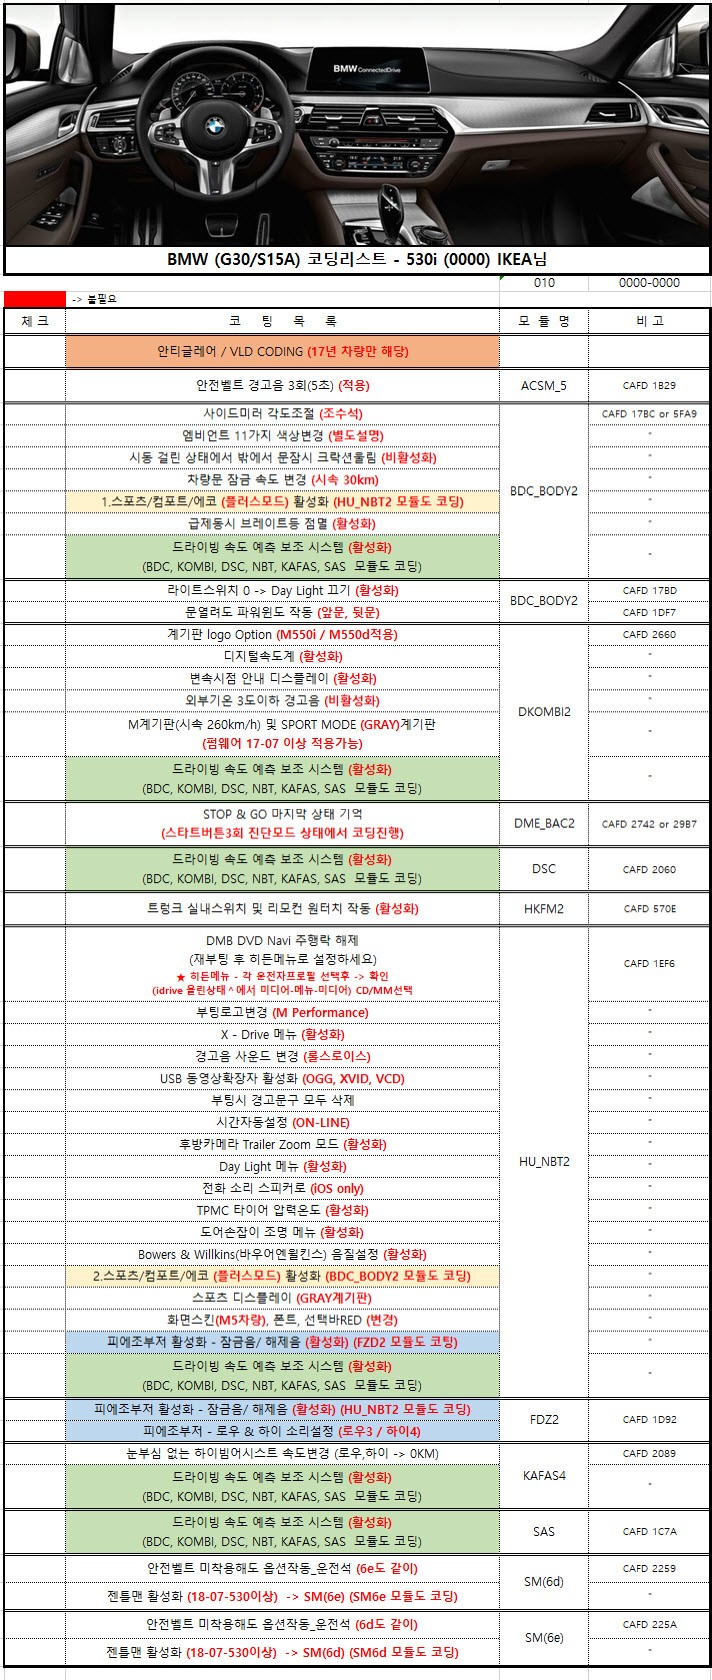 BMW ConnectedDrive
BMW (G30/S15A) 코딩리스트 - 530i (0000) IKEA님
010 0000-0000
-> 불필요
체 크 코 팅 목 록 모 듈 명 비 고
안티글레어 / VLD CODING (17년 차량만 해당)
안전벨트 경고음 3회(5초) (적용) ACSM_5 CAFD 1B29
사이드미러 각도조절 (조수석) CAFD 17BC or 5FA9
엠비언트 11가지 색상변경 (별도설명) "
시동 걸린 상태에서 밖에서 문잠시 크락션울림 (비활성화) "
차량문 잠금 속도 변경 (시속 30km) "
BDC_BODY2
1.스포츠/컴포트/에코 (플러스모드) 활성화 (HU_NBT2 모듈도 코딩) "
급제동시 브레이트등 점멸 (활성화) "
드라이빙 속도 예측 보조 시스템 (활성화) "
(BDC, KOMBI, DSC, NBT, KAFAS, SAS 모듈도 코딩)
라이트스위치 0 -> Day Light 끄기 (활성화) CAFD 17BD
BDC_BODY2
문열려도 파워윈도 작동 (앞문, 뒷문) CAFD 1DF7
계기판 logo Option (M550i / M550d적용) CAFD 2660
디지털속도계 (활성화) "
변속시점 안내 디스플레이 (활성화) "
외부기온 3도이하 경고음 (비활성화) "
DKOMBI2
M계기판(시속 260km/h) 및 SPORT MODE (GRAY)계기판 "
(펌웨어 17-07 이상 적용가능)
드라이빙 속도 예측 보조 시스템 (활성화) "
(BDC, KOMBI, DSC, NBT, KAFAS, SAS 모듈도 코딩)
STOP & GO 마지막 상태 기억
DME_BAC2 CAFD 2742 or 29B7
(스타트버튼3회 진단모드 상태에서 코딩진행)
드라이빙 속도 예측 보조 시스템 (활성화)
DSC CAFD 2060
(BDC, KOMBI, DSC, NBT, KAFAS, SAS 모듈도 코딩)
트렁크 실내스위치 및 리모컨 원터치 작동 (활성화) HKFM2 CAFD 570E
DMB DVD Navi 주행락 해제
(재부팅 후 히든메뉴로 설정하세요) CAFD 1EF6
★ 히든메뉴 - 각 운전자프로필 선택후 -> 확인
(idrive 올린상태 ^ 에서 미디어-메뉴-미디어) CD/MM선택
부팅로고변경 (M Performance) "
X - Drive 메뉴 (활성화) "
경고음 사운드 변경 (롤스로이스) "
USB 동영상확장자 활성화 (OGG, XVID, VCD) "
부팅시 경고문구 모두 삭제 "
시간자동설정 (ON-LINE) "
후방카메라 Trailer Zoom 모드 (활성화) "
HU_NBT2
Day Light 메뉴 (활성화) "
전화 소리 스피커로 (iOS only) "
TPMC 타이어 압력온도 (활성화) "
도어손잡이 조명 메뉴 (활성화) "
Bowers & Willkins(바우어엔윌킨스) 음질설정 (활성화) "
2.스포츠/컴포트/에코 (플러스모드) 활성화 (BDC_BODY2 모듈도 코딩) "
스포츠 디스플레이 (GRAY계기판) "
화면스킨(M5차량), 폰트, 선택바RED (변경) "
피에조부저 활성화 - 잠금음/ 해제음 (활성화) (FZD2 모듈도 코팅) "
드라이빙 속도 예측 보조 시스템 (활성화) "
(BDC, KOMBI, DSC, NBT, KAFAS, SAS 모듈도 코딩)
피에조부저 활성화 - 잠금음/ 해제음 (활성화) (HU_NBT2 모듈도 코딩)
FDZ2 CAFD 1D92
피에조부저 - 로우 & 하이 소리설정 (로우3 / 하이4)
눈부심 없는 하이빔어시스트 속도변경 (로우,하이 -> 0KM) CAFD 2089
드라이빙 속도 예측 보조 시스템 (활성화) KAFAS4 "
(BDC, KOMBI, DSC, NBT, KAFAS, SAS 모듈도 코딩)
드라이빙 속도 예측 보조 시스템 (활성화)
SAS CAFD 1C7A
(BDC, KOMBI, DSC, NBT, KAFAS, SAS 모듈도 코딩)
안전벨트 미착용해도 옵션작동_운전석 (6e도 같이) CAFD 2259
SM(6d)
젠틀맨 활성화 (18-07-530이상) -> SM(6e) (SM6e 모듈도 코딩) "
안전벨트 미착용해도 옵션작동_운전석 (6d도 같이) CAFD 225A
SM(6e)
젠틀맨 활성화 (18-07-530이상) -> SM(6d) (SM6d 모듈도 코딩) "